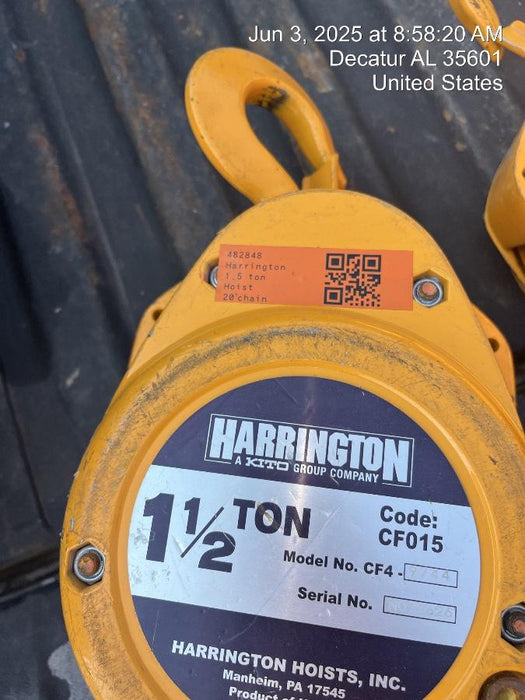 Jun 3, 2025 at 8:58:20 AM
Decatur AL 35601
United States
482848
Harrington
1.5 ton
Hoist
20'chain
HARRINGTON
A KITO GROUP COMPANY
1 1/2 TON
Code:
CF015
Model No. CF4 -
Serial No.
HARRINGTON HOISTS, INC.
Manheim, PA 17545
Product of